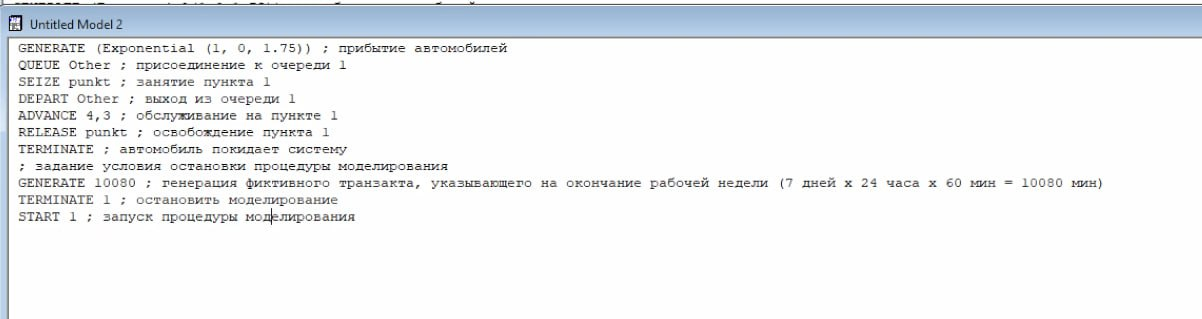 Untitled Model 2
GENERATE (Exponential (1, 0, 1.75)) ; прибытие автомобилей
QUEUE Other ; присоединение к очереди 1
SEIZE punkt ; занятие пункта 1
DEPART Other ; выход из очереди 1
ADVANCE 4,3 ; обслуживание на пункте 1
RELEASE punkt ; освобождение пункта 1
TERMINATE ; автомобиль покидает систему
; задание условия остановки процедуры моделирования
GENERATE 10080 ; генерация фиктивного транзакта, указывающего на окончание рабочей недели (7 дней x 24 часа x 60 мин = 10080 мин)
TERMINATE 1 ; остановить моделирование
START 1 ; запуск процедуры моделирования